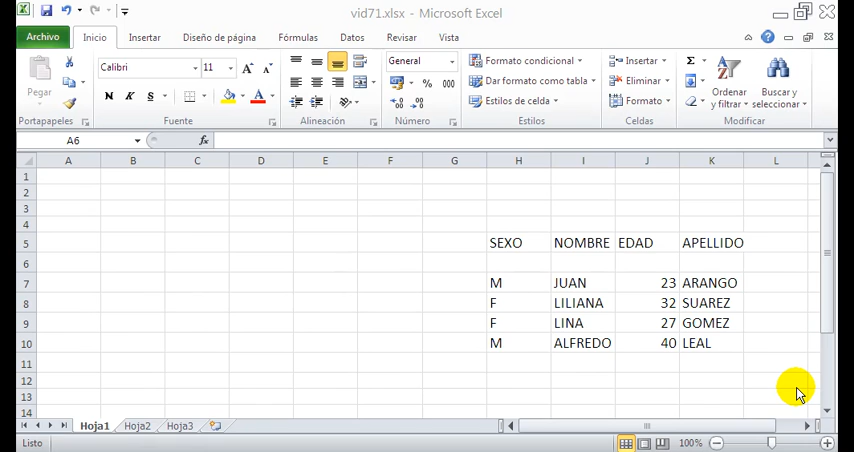 vid71.xlsx - Microsoft Excel
Archivo Inicio Insertar Diseño de página Fórmulas Datos Revisar Vista
Calibri 11 General Formato condicional Insertar Σ
Pegar N K S % 000 Dar formato como tabla Eliminar Ordenar y filtrar Buscar y seleccionar
Estilos de celda Formato
Portapapeles Fuente Alineación Número Estilos Celdas Modificar
A6 fx
A B C D E F G H I J K L
1
2
3
4
5 SEXO NOMBRE EDAD APELLIDO
6
7 M JUAN 23 ARANGO
8 F LILIANA 32 SUAREZ
9 F LINA 27 GOMEZ
10 M ALFREDO 40 LEAL
11
12
13
14
Hoja1 Hoja2 Hoja3
Listo 100%